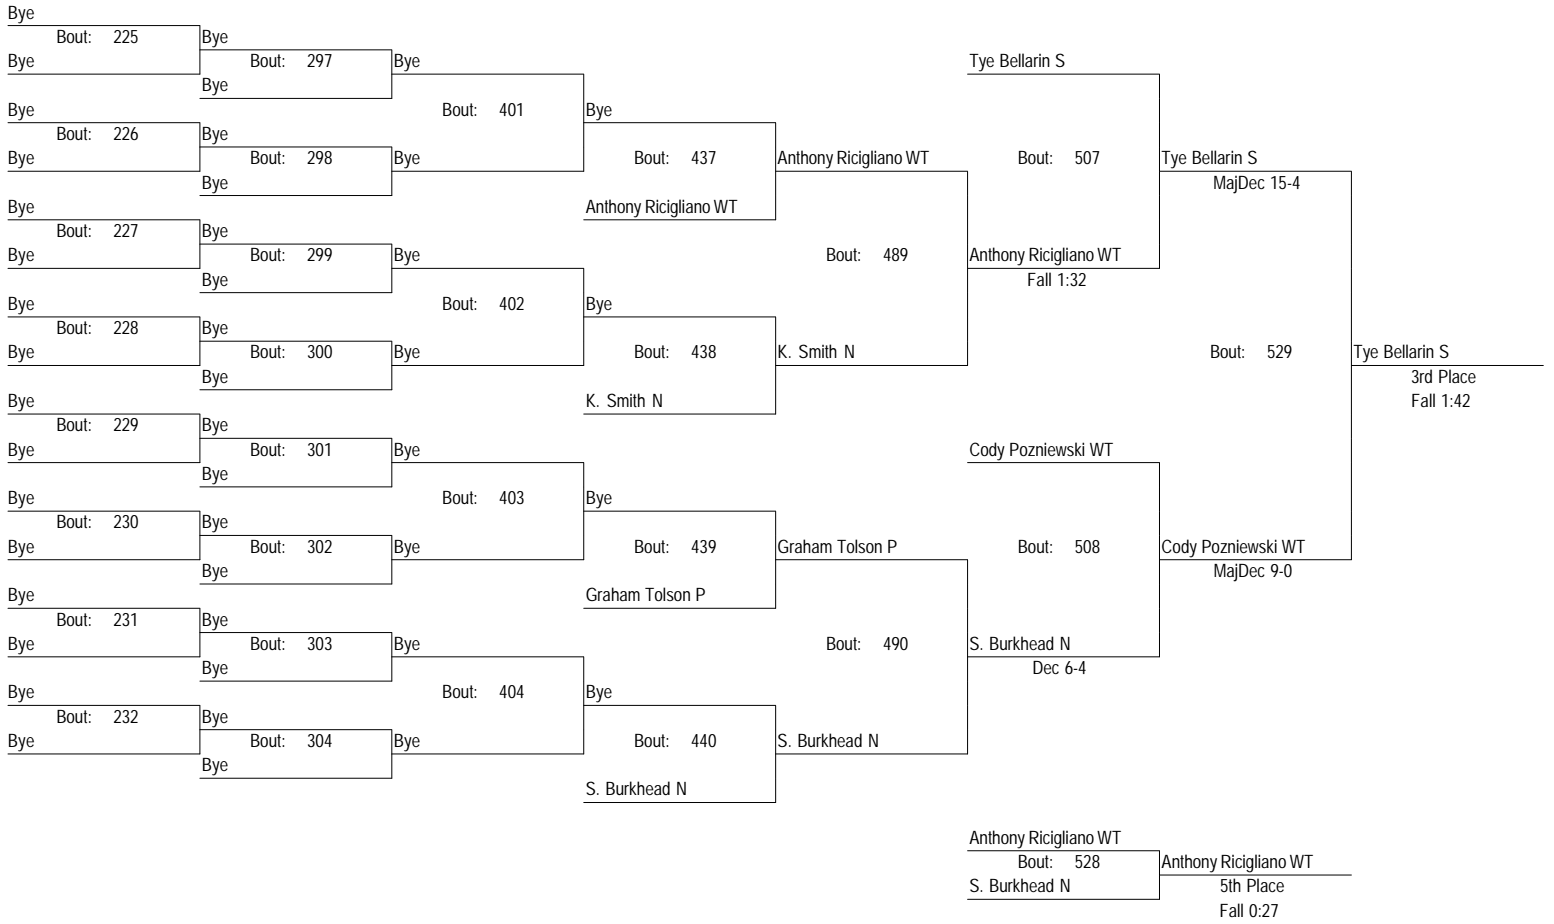 Bye
Bout: 225
Bye
Bye
Bout: 226
Bye
Bye
Bout: 227
Bye
Bye
Bout: 228
Bye
Bye
Bout: 229
Bye
Bye
Bout: 230
Bye
Bye
Bout: 231
Bye
Bye
Bout: 232
Bye
Bye
Bout: 297
Bye
Bye
Bout: 298
Bye
Bye
Bout: 299
Bye
Bye
Bout: 300
Bye
Bye
Bout: 301
Bye
Bye
Bout: 302
Bye
Bye
Bout: 303
Bye
Bye
Bout: 304
Bye
Bye
Bout: 401
Bye
Bye
Bout: 402
Bye
Bye
Bout: 403
Bye
Bye
Bout: 404
Bye
Bye
Bout: 437
Anthony Ricigliano WT
Bye
Bout: 438
K. Smith N
Bye
Bout: 439
Graham Tolson P
Bye
Bout: 440
S. Burkhead N
Anthony Ricigliano WT
Bout: 489
K. Smith N
Graham Tolson P
Bout: 490
S. Burkhead N
Tye Bellarin S
Bout: 507
Anthony Ricigliano WT
Fall 1:32
Cody Pozniewski WT
Bout: 508
S. Burkhead N
Dec 6-4
Tye Bellarin S
MajDec 15-4
Bout: 529
Cody Pozniewski WT
MajDec 9-0
Tye Bellarin S
3rd Place
Fall 1:42
Anthony Ricigliano WT
Bout: 528
S. Burkhead N
Anthony Ricigliano WT
5th Place
Fall 0:27